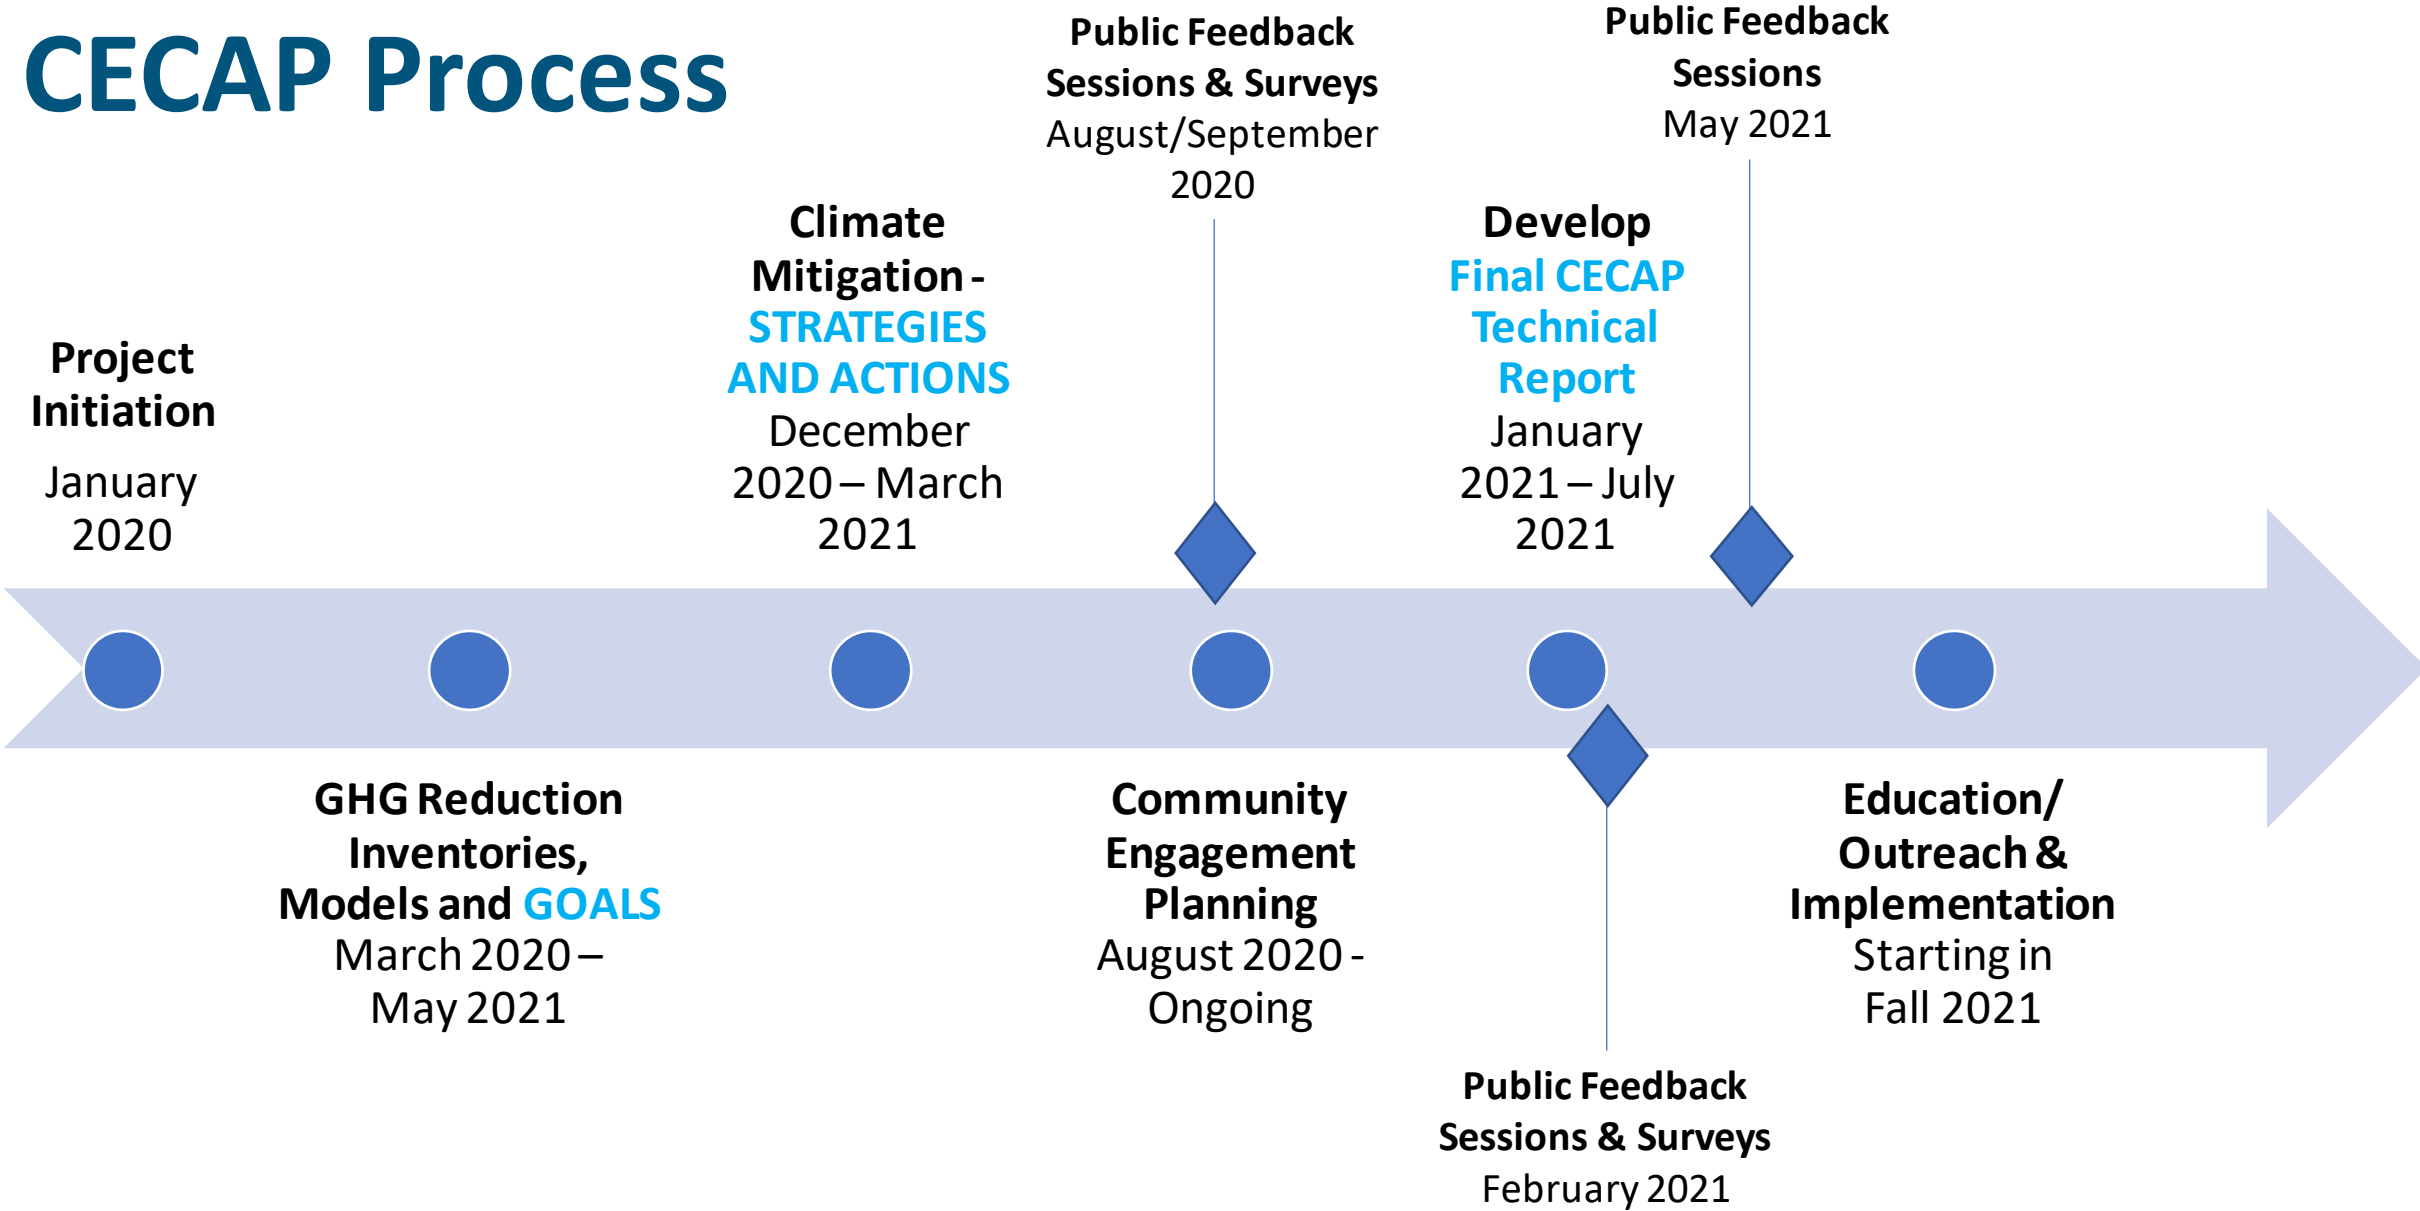 CECAP Process
Public Feedback
Sessions & Surveys
August/September
2020
Public Feedback
Sessions
May 2021
Project
Initiation
January
2020
Climate
Mitigation -
STRATEGIES
AND ACTIONS
December
2020 – March
2021
Develop
Final CECAP
Technical
Report
January
2021 – July
2021
GHG Reduction
Inventories,
Models and GOALS
March 2020 –
May 2021
Community
Engagement
Planning
August 2020 -
Ongoing
Education/
Outreach &
Implementation
Starting in
Fall 2021
Public Feedback
Sessions & Surveys
February 2021